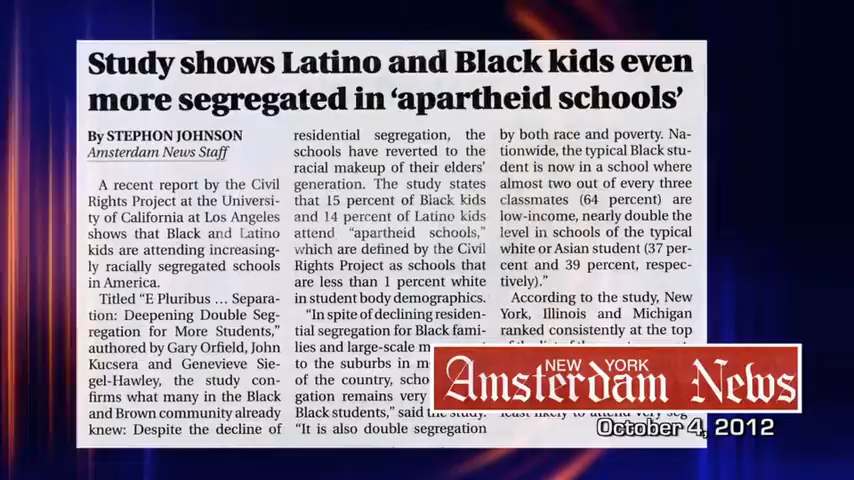 Study shows Latino and Black kids even
more segregated in ‘apartheid schools’
By STEPHON JOHNSON
Amsterdam News Staff
A recent report by the Civil
Rights Project at the Universi-
ty of California at Los Angeles
shows that Black and Latino
kids are attending increasing-
ly racially segregated schools
in America.
Titled “E Pluribus ... Separa-
tion: Deepening Double Seg-
regation for More Students,”
authored by Gary Orfield, John
Kucsera and Genevieve Sie-
gel-Hawley, the study con-
firms what many in the Black
and Brown community already
knew: Despite the decline of
residential segregation, the
schools have reverted to the
racial makeup of their elders’
generation. The study states
that 15 percent of Black kids
and 14 percent of Latino kids
attend “apartheid schools,”
which are defined by the Civil
Rights Project as schools that
are less than 1 percent white
in student body demographics.
“In spite of declining residen-
tial segregation for Black fami-
lies and large-scale
to the suburbs in
of the country,
gation remains very
Black students,” said the study.
“It is also double segregation
by both race and poverty. Na-
tionwide, the typical Black stu-
dent is now in a school where
almost two out of every three
classmates (64 percent) are
low-income, nearly double the
level in schools of the typical
white or Asian student (37 per-
cent and 39 percent, respec-
tively).”
According to the study, New
York, Illinois and Michigan
ranked consistently at the top
NEW YORK
Amsterdam News
October 4, 2012